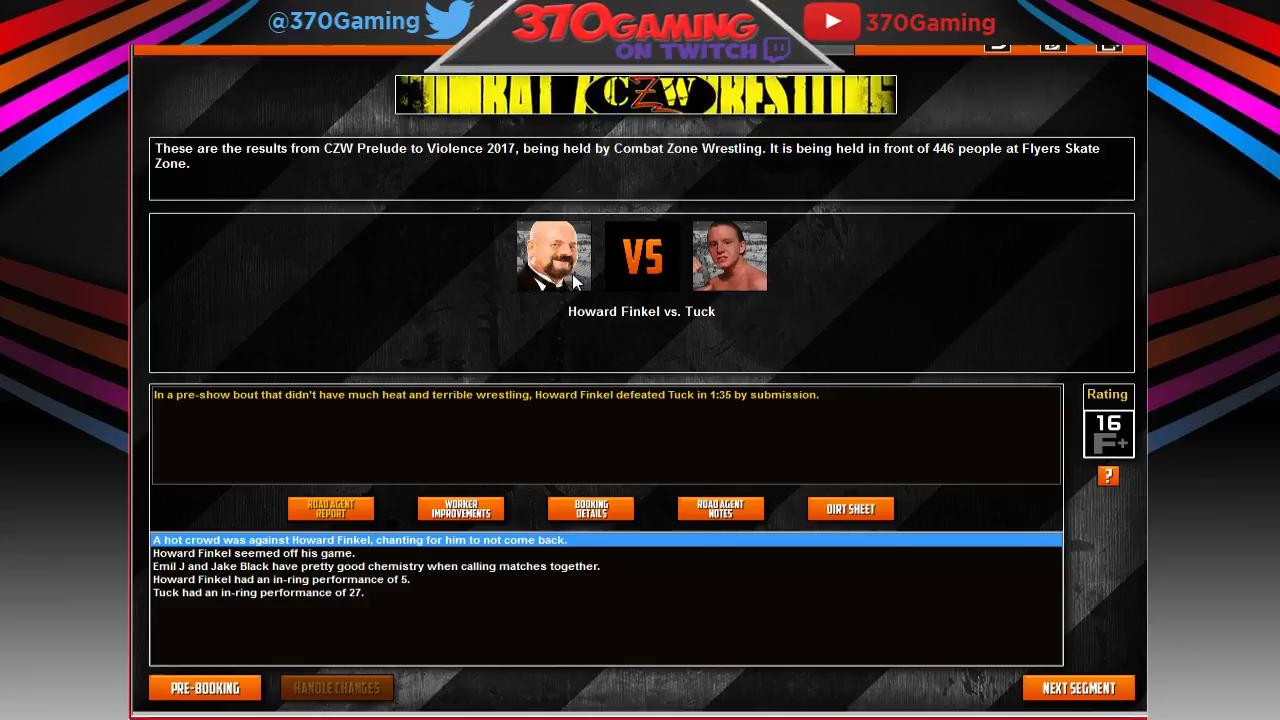 @370Gaming
370GAMING
ON TWITCH
370GAMING
COMBAT CZW WRESTLING
These are the results from CZW Prelude to Violence 2017, being held by Combat Zone Wrestling. It is being held in front of 446 people at Flyers Skate
Zone.
VS
Howard Finkel vs. Tuck
In a pre-show bout that didn't have much heat and terrible wrestling, Howard Finkel defeated Tuck in 1:35 by submission.
Rating
16
F+
?
ROAD AGENT
REPORT
WORKER
IMPROVEMENTS
BOOKING
DETAILS
ROAD AGENT
NOTES
DIRT SHEET
A hot crowd was against Howard Finkel, chanting for him to not come back.
Howard Finkel seemed off his game.
Emil J and Jake Black have pretty good chemistry when calling matches together.
Howard Finkel had an in-ring performance of 5.
Tuck had an in-ring performance of 27.
PRE-BOOKING
HANDLE CHANGES
NEXT SEGMENT